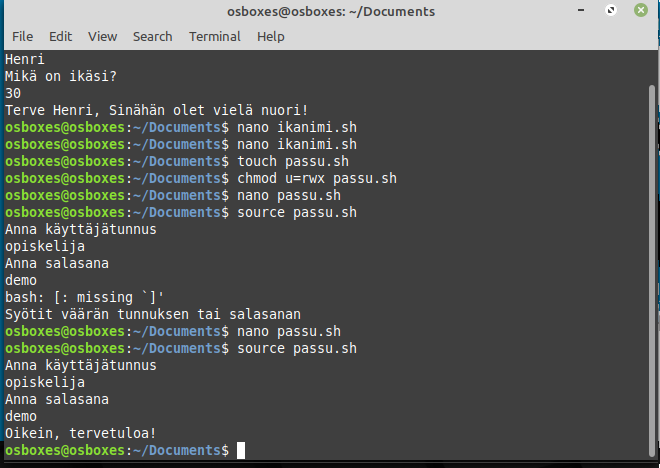 osboxes@osboxes: ~/Documents
File Edit View Search Terminal Help
Henri
Mikä on ikäsi?
30
Terve Henri, Sinähän olet vielä nuori!
osboxes@osboxes:~/Documents$ nano ikanimi.sh
osboxes@osboxes:~/Documents$ nano ikanimi.sh
osboxes@osboxes:~/Documents$ touch passu.sh
osboxes@osboxes:~/Documents$ chmod u=rwx passu.sh
osboxes@osboxes:~/Documents$ nano passu.sh
osboxes@osboxes:~/Documents$ source passu.sh
Anna käyttäjätunnus
opiskelija
Anna salasana
demo
bash: [: missing `]'
Syötit väärän tunnuksen tai salasanan
osboxes@osboxes:~/Documents$ nano passu.sh
osboxes@osboxes:~/Documents$ source passu.sh
Anna käyttäjätunnus
opiskelija
Anna salasana
demo
Oikein, tervetuloa!
osboxes@osboxes:~/Documents$